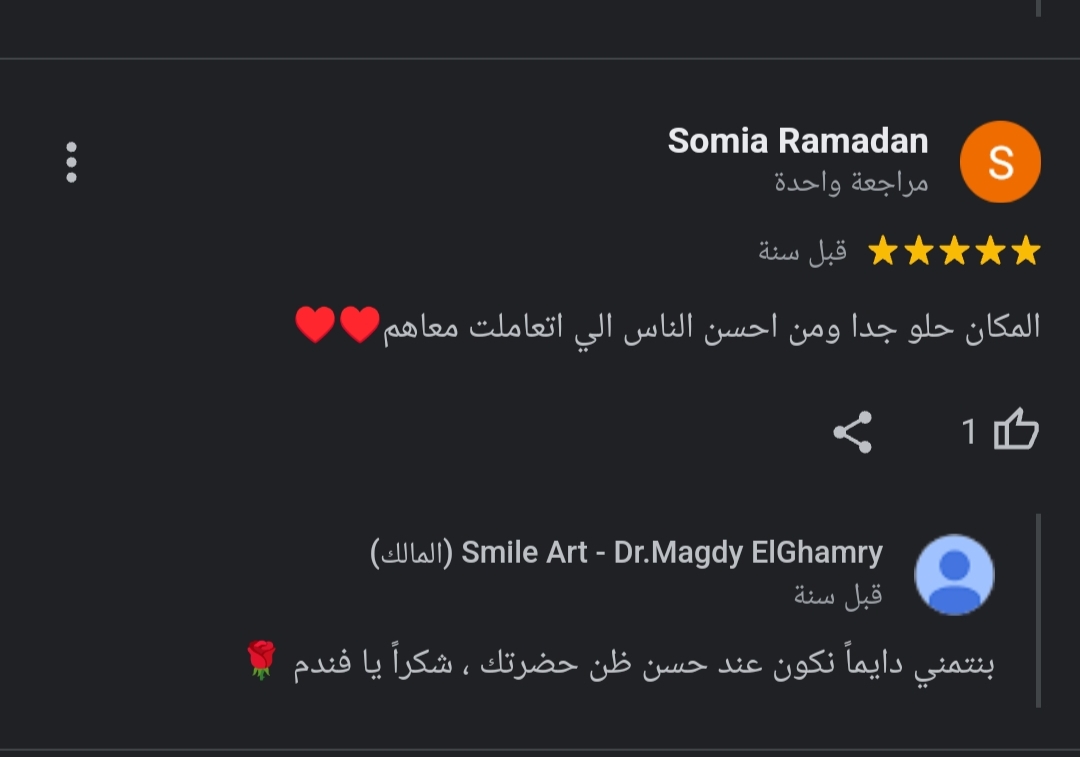 Somia Ramadan
S
مراجعة واحدة
قبل سنة
المكان حلو جدا ومن احسن الناس الي اتعاملت معاهم❤️❤️
1
Smile Art - Dr.Magdy ElGhamry (المالك)
قبل سنة
بنتمني دايماً نكون عند حسن ظن حضرتك ، شكراً يا فندم 🌹